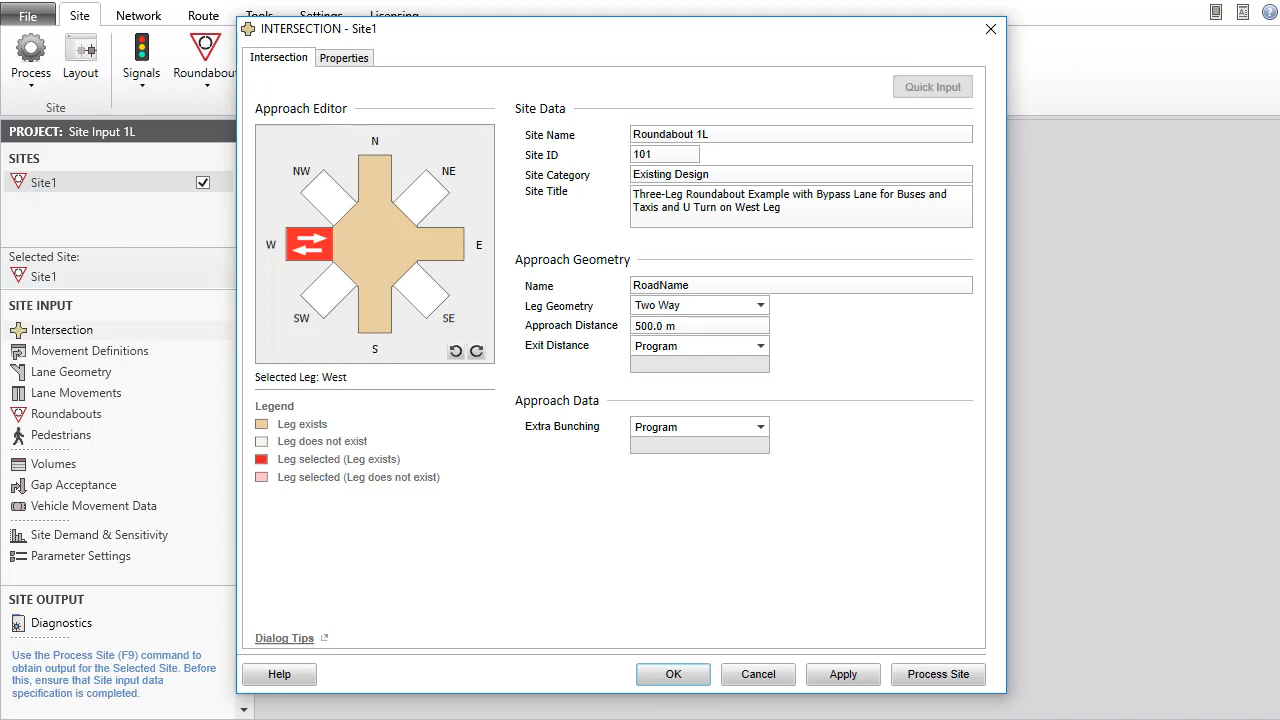 File
Site
Network
Route
Tools
Settings
Licensing
Process
Layout
Signals
Site
PROJECT: Site Input 1L
SITES
Site1
Selected Site:
Site1
SITE INPUT
Intersection
Movement Definitions
Lane Geometry
Lane Movements
Roundabouts
Pedestrians
Volumes
Gap Acceptance
Vehicle Movement Data
Site Demand & Sensitivity
Parameter Settings
SITE OUTPUT
Diagnostics
Use the Process Site (F9) command to
obtain output for the Selected Site. Before
this, ensure that Site input data
specification is completed.
INTERSECTION - Site1
Intersection
Properties
Quick Input
Approach Editor
N
NW
NE
W
E
SW
SE
S
Selected Leg: West
Legend
Leg exists
Leg does not exist
Leg selected (Leg exists)
Leg selected (Leg does not exist)
Site Data
Site Name
Roundabout 1L
Site ID
101
Site Category
Existing Design
Site Title
Three-Leg Roundabout Example with Bypass Lane for Buses and
Taxis and U Turn on West Leg
Approach Geometry
Name
RoadName
Leg Geometry
Two Way
Approach Distance
500.0 m
Exit Distance
Program
Approach Data
Extra Bunching
Program
Dialog Tips
Help
OK
Cancel
Apply
Process Site